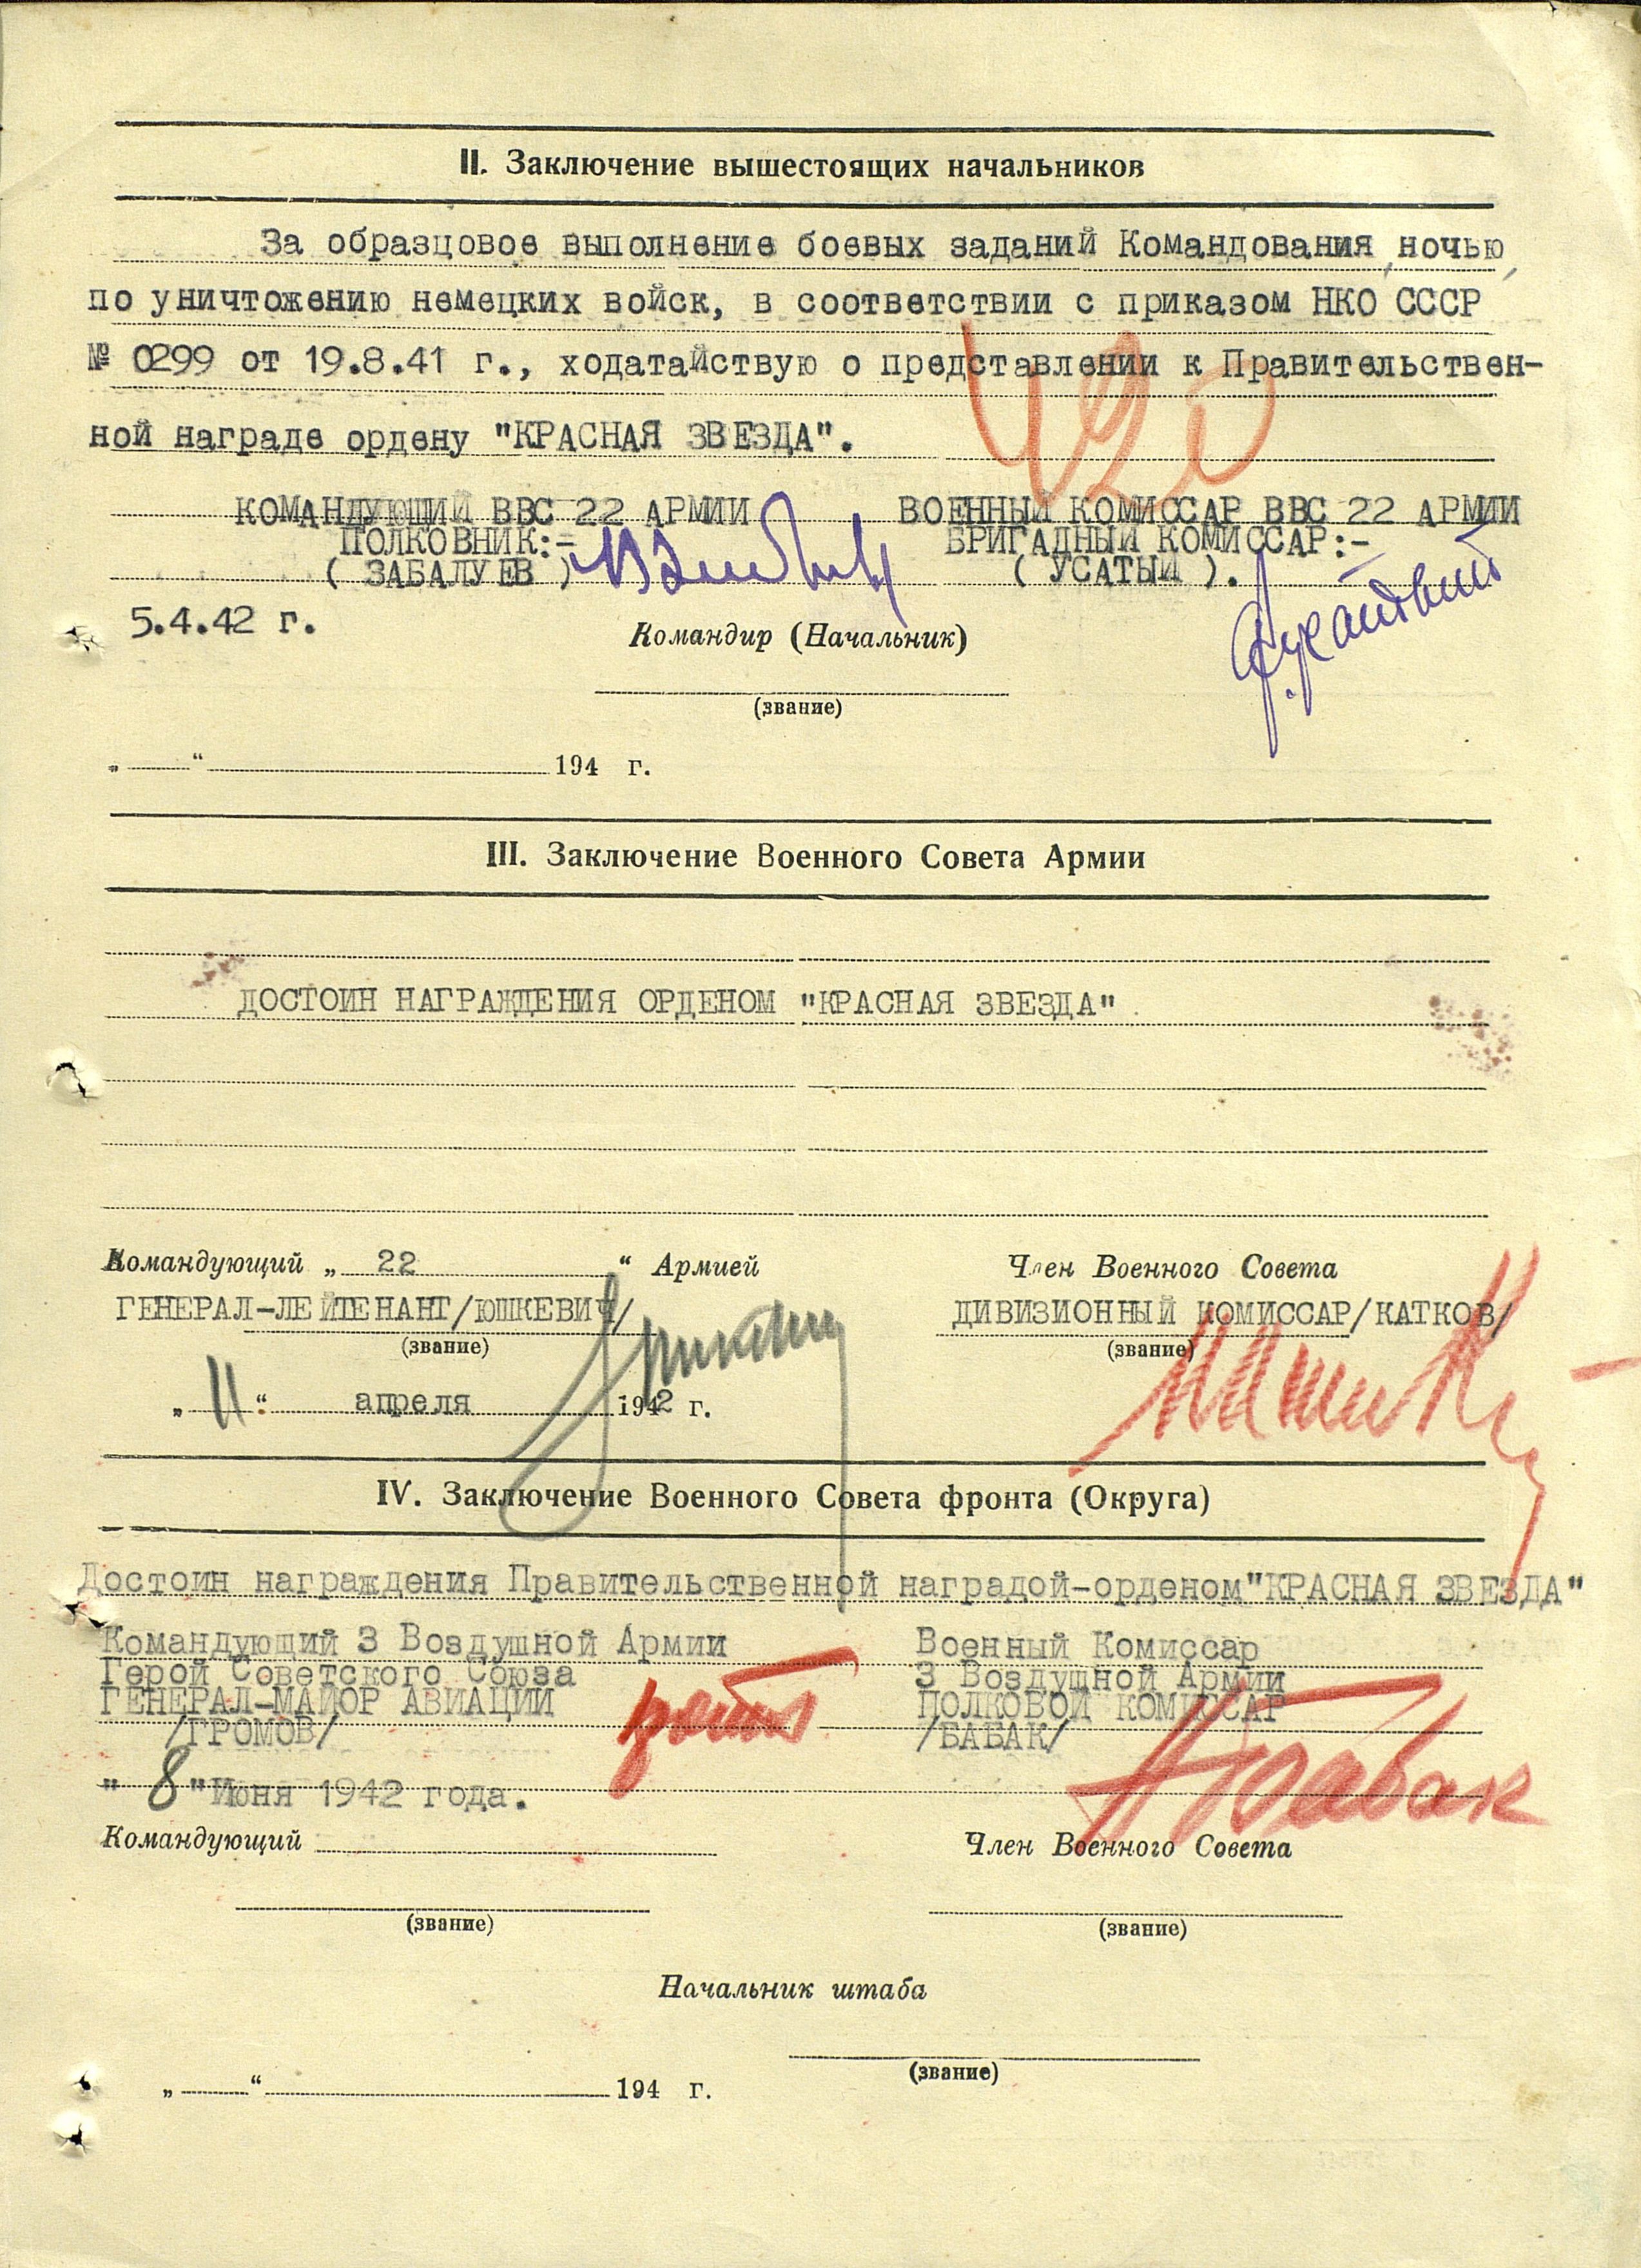 II. Заключение вышестоящих начальников
За образцовое выполнение боевых заданий Командования ночью,
по уничтожению немецких войск, в соответствии с приказом НКО СССР
№ 0299 от 19.8.41 г., ходатайствую о представлении к Правительствен-
ной награде ордену "КРАСНАЯ ЗВЕЗДА".
КОМАНДУЮЩИЙ ВВС 22 АРМИИ ВОЕННЫЙ КОМИССАР ВВС 22 АРМИИ
ПОЛКОВНИК:- БРИГАДНЫЙ КОМИССАР:-
( ЗАБАЛУЕВ ) ( УСАТЫЙ ).
5.4.42 г.
Командир (Начальник)
(звание)
„ “ 194 г.
III. Заключение Военного Совета Армии
ДОСТОИН НАГРАЖДЕНИЯ ОРДЕНОМ "КРАСНАЯ ЗВЕЗДА"
Командующий „ 22 “ Армией Член Военного Совета
ГЕНЕРАЛ-ЛЕЙТЕНАНТ/ЮШКЕВИЧ/ ДИВИЗИОННЫЙ КОМИССАР/КАТКОВ/
(звание) (звание)
„ 11 “ апреля 1942 г.
IV. Заключение Военного Совета фронта (Округа)
Достоин награждения Правительственной наградой-орденом"КРАСНАЯ ЗВЕЗДА"
Командующий 3 Воздушной Армии Военный Комиссар
Герой Советского Союза 3 Воздушной Армии
ГЕНЕРАЛ-МАЙОР АВИАЦИИ ПОЛКОВОЙ КОМИССАР
/ГРОМОВ/ /БАБАК/
Бабак
" 8 "Июня 1942 года.
Командующий Член Военного Совета
(звание) (звание)
Начальник штаба
(звание)
„ “ 194 г.